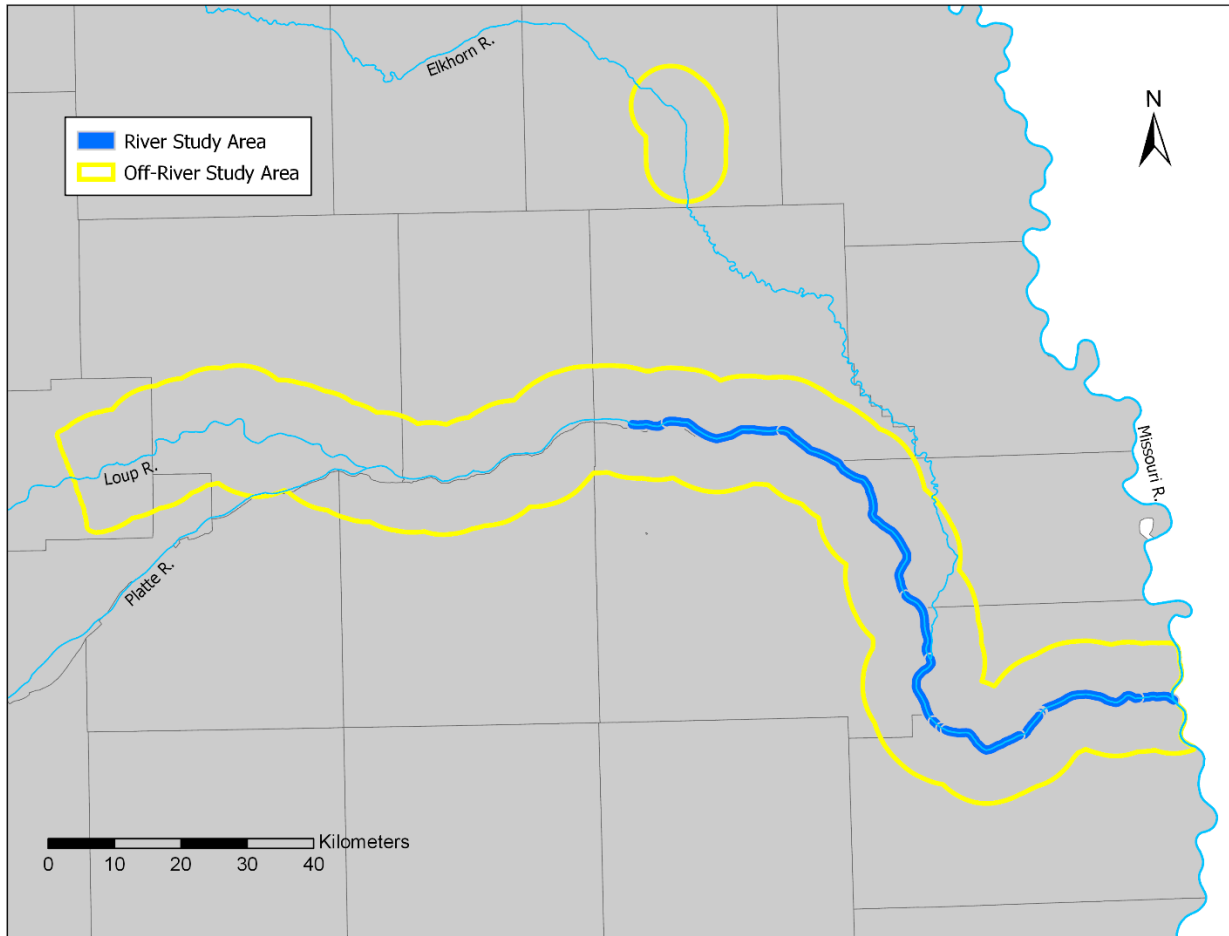 Elkhorn R.
N
River Study Area
Off-River Study Area
Missouri R.
Loup R.
Platte R.
Kilometers
0 10 20 30 40